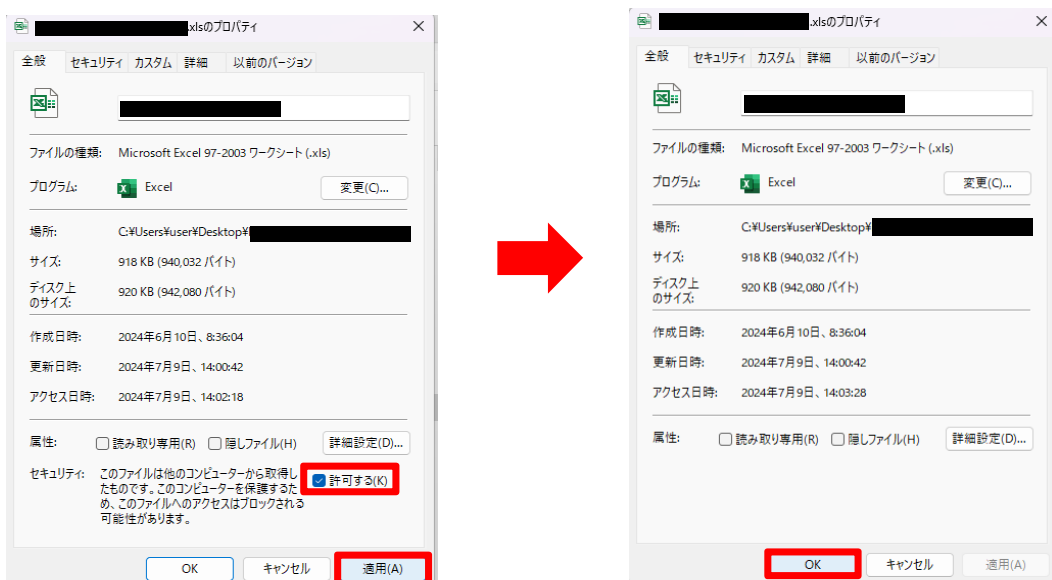 .xlsのプロパティ
全般 セキュリティ カスタム 詳細 以前のバージョン
ファイルの種類: Microsoft Excel 97-2003 ワークシート (.xls)
プログラム: Excel 変更(C)...
場所: C:¥Users¥user¥Desktop¥
サイズ: 918 KB (940,032 バイト)
ディスク上
のサイズ: 920 KB (942,080 バイト)
作成日時: 2024年6月10日、8:36:04
更新日時: 2024年7月9日、14:00:42
アクセス日時: 2024年7月9日、14:02:18
属性: 読み取り専用(R) 隠しファイル(H) 詳細設定(D)...
セキュリティ: このファイルは他のコンピューターから取得し
たものです。このコンピューターを保護するた
め、このファイルへのアクセスはブロックされる
可能性があります。
許可する(K)
OK キャンセル 適用(A)
.xlsのプロパティ
全般 セキュリティ カスタム 詳細 以前のバージョン
ファイルの種類: Microsoft Excel 97-2003 ワークシート (.xls)
プログラム: Excel 変更(C)...
場所: C:¥Users¥user¥Desktop¥
サイズ: 918 KB (940,032 バイト)
ディスク上
のサイズ: 920 KB (942,080 バイト)
作成日時: 2024年6月10日、8:36:04
更新日時: 2024年7月9日、14:00:42
アクセス日時: 2024年7月9日、14:03:28
属性: 読み取り専用(R) 隠しファイル(H) 詳細設定(D)...
OK キャンセル 適用(A)